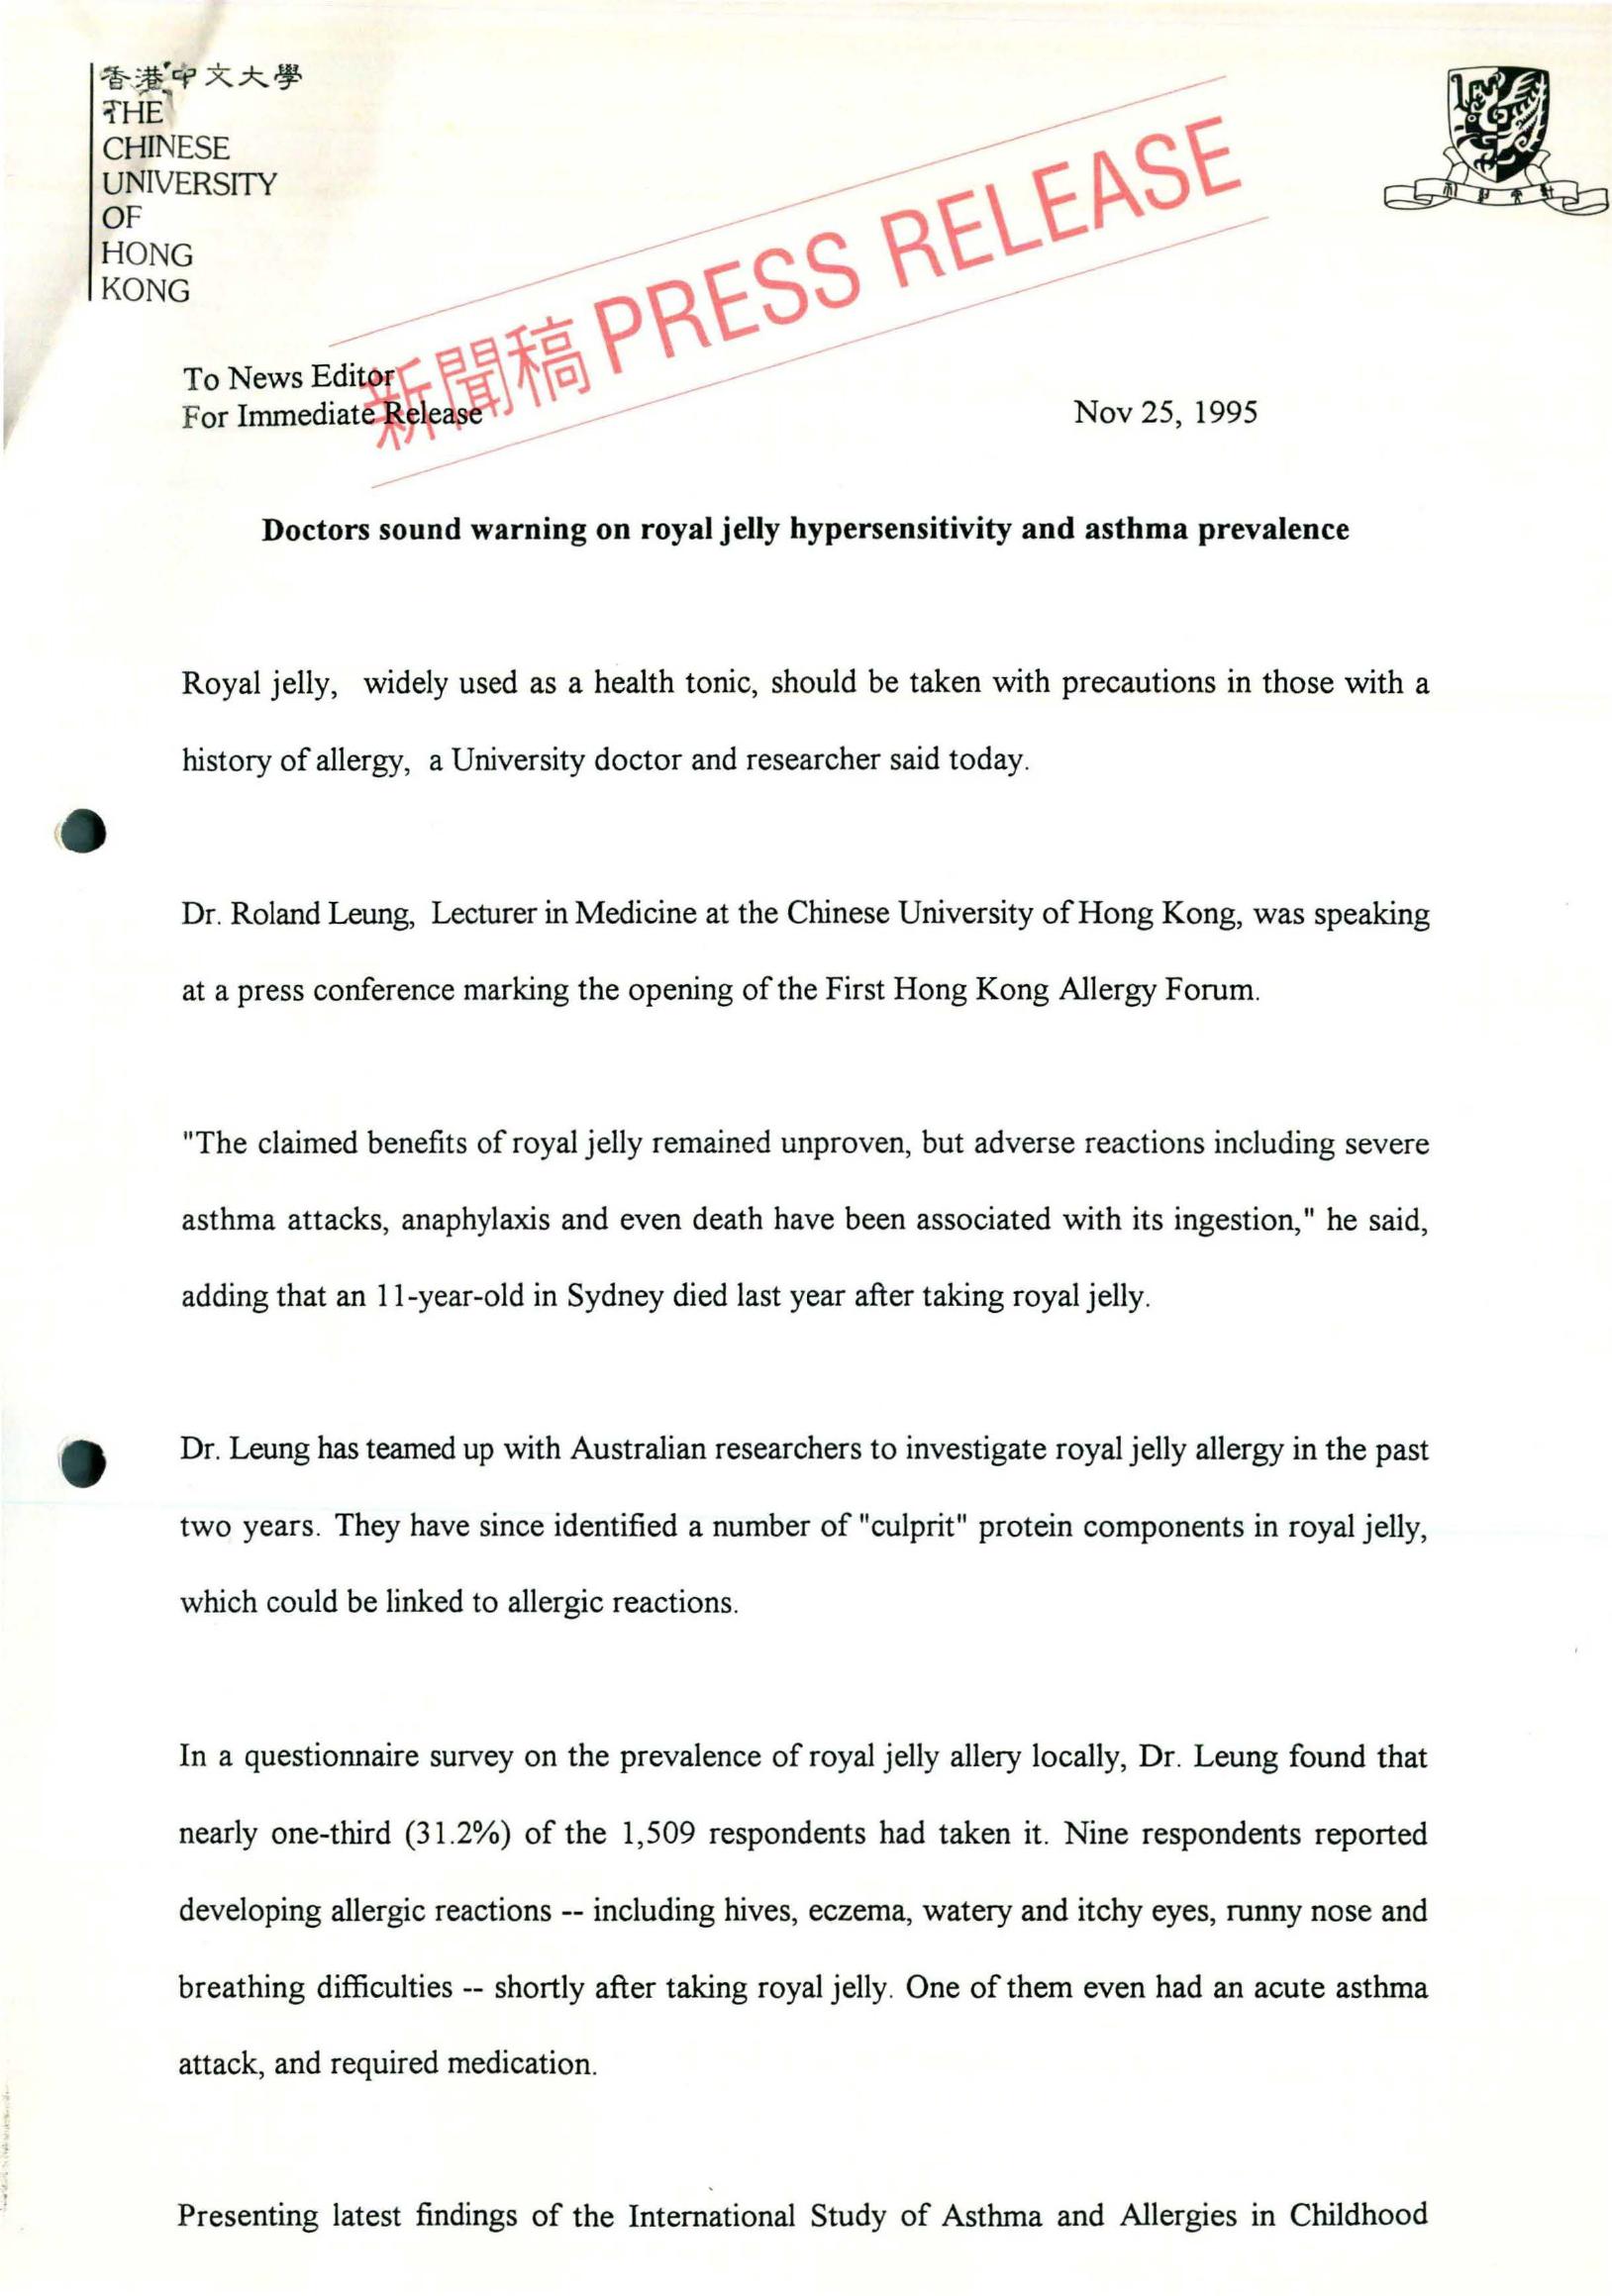 香港中文大學
THE
CHINESE
UNIVERSITY
OF
HONG
KONG
新聞稿 PRESS RELEASE
To News Editor
For Immediate Release
Nov 25, 1995
Doctors sound warning on royal jelly hypersensitivity and asthma prevalence
Royal jelly, widely used as a health tonic, should be taken with precautions in those with a
history of allergy, a University doctor and researcher said today.
Dr. Roland Leung, Lecturer in Medicine at the Chinese University of Hong Kong, was speaking
at a press conference marking the opening of the First Hong Kong Allergy Forum.
"The claimed benefits of royal jelly remained unproven, but adverse reactions including severe
asthma attacks, anaphylaxis and even death have been associated with its ingestion," he said,
adding that an 11-year-old in Sydney died last year after taking royal jelly.
Dr. Leung has teamed up with Australian researchers to investigate royal jelly allergy in the past
two years. They have since identified a number of "culprit" protein components in royal jelly,
which could be linked to allergic reactions.
In a questionnaire survey on the prevalence of royal jelly allery locally, Dr. Leung found that
nearly one-third (31.2%) of the 1,509 respondents had taken it. Nine respondents reported
developing allergic reactions -- including hives, eczema, watery and itchy eyes, runny nose and
breathing difficulties -- shortly after taking royal jelly. One of them even had an acute asthma
attack, and required medication.
Presenting latest findings of the International Study of Asthma and Allergies in Childhood